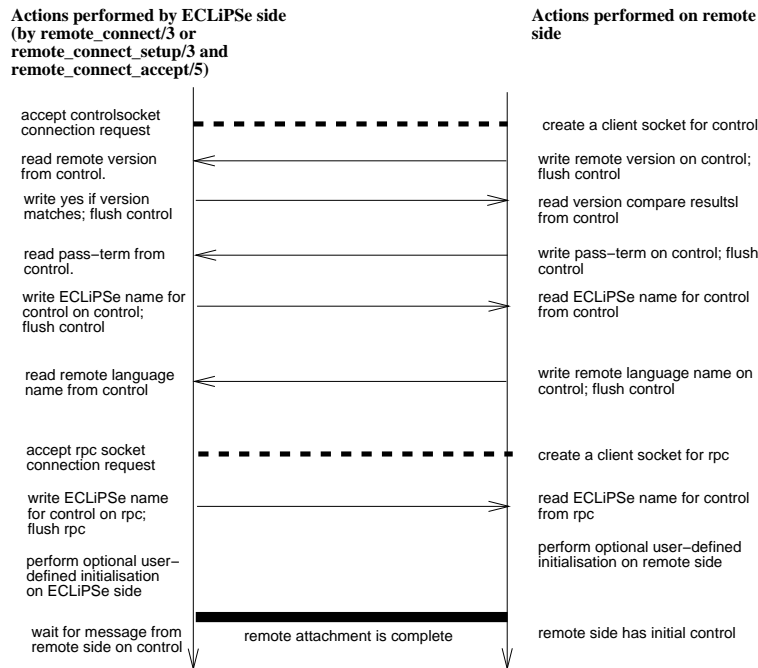 Actions performed by ECLiPSe side
(by remote_connect/3 or
remote_connect_setup/3 and
remote_connect_accept/5)
Actions performed on remote
side
accept controlsocket
connection request
create a client socket for control
read remote version
from control.
write remote version on control;
flush control
write yes if version
matches; flush control
read version compare resultsl
from control
read pass−term from
control.
write pass−term on control; flush
control
write ECLiPSe name for
control on control;
flush control
read ECLiPSe name for control
from control
read remote language
name from control
write remote language name on
control; flush control
accept rpc socket
connection request
create a client socket for rpc
write ECLiPSe name
for control on rpc;
flush rpc
read ECLiPSe name for control
from rpc
perform optional user−
defined initialisation
on ECLiPSe side
perform optional user−defined
initialisation on remote side
wait for message from
remote side on control
remote attachment is complete
remote side has initial control